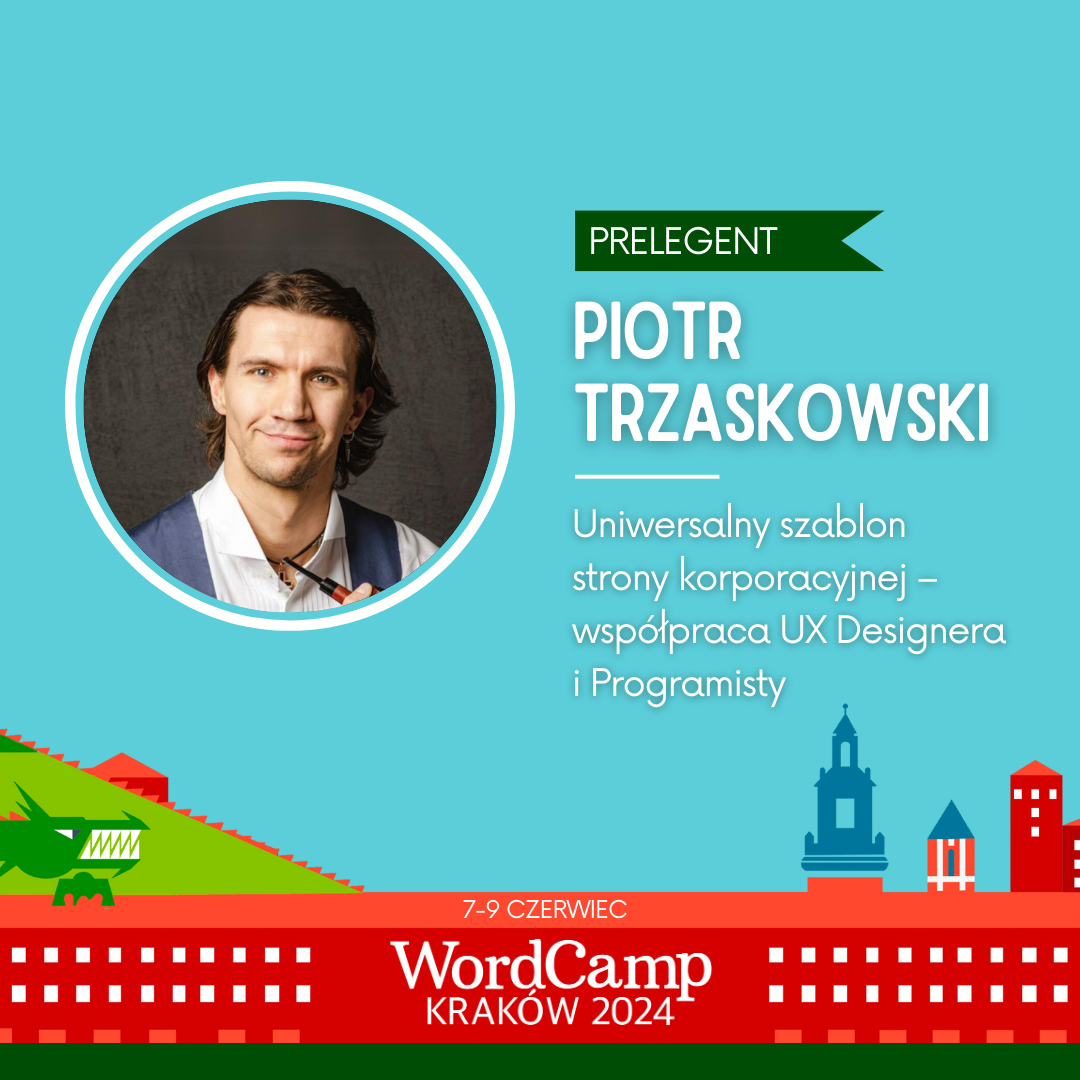 PRELEGENT
PIOTR
TRZASKOWSKI
Uniwersalny szablon
strony korporacyjnej –
współpraca UX Designera
i Programisty
7-9 CZERWIEC
WordCamp
KRAKÓW 2024